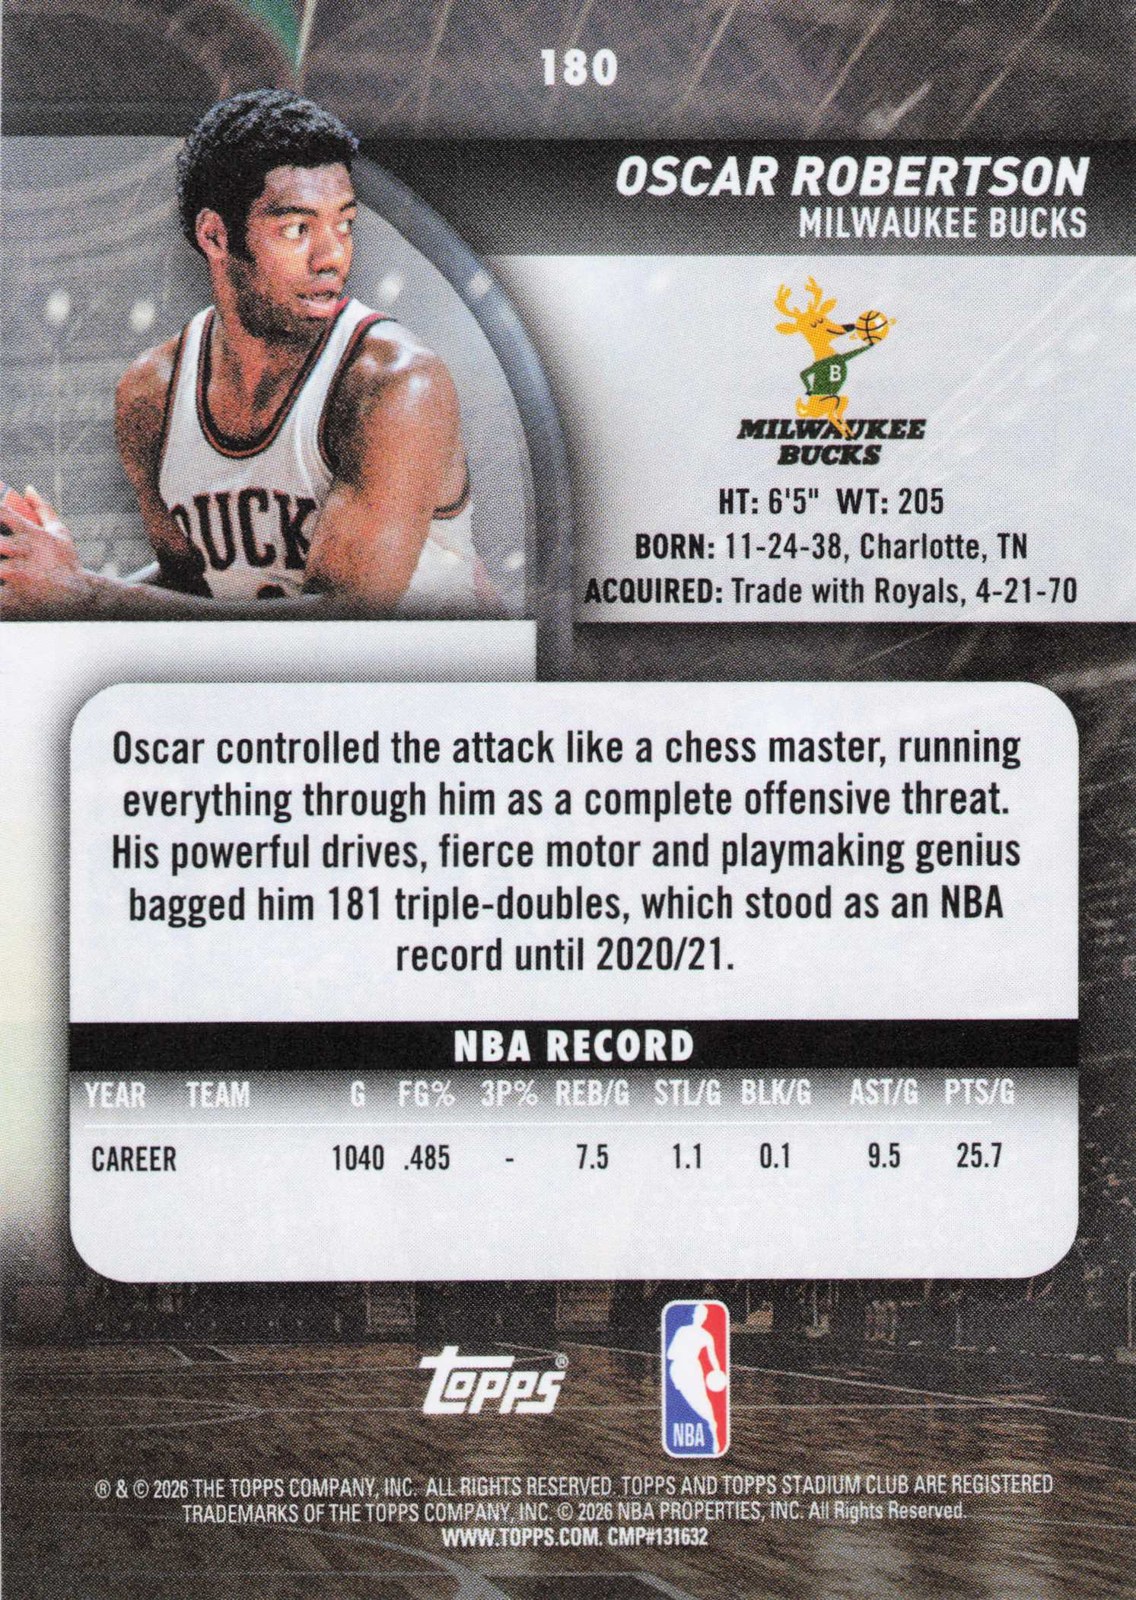 180
OSCAR ROBERTSON
MILWAUKEE BUCKS
B
MILWAUKEE
BUCKS
HT: 6'5" WT: 205
BORN: 11-24-38, Charlotte, TN
ACQUIRED: Trade with Royals, 4-21-70
BUCK
Oscar controlled the attack like a chess master, running
everything through him as a complete offensive threat.
His powerful drives, fierce motor and playmaking genius
bagged him 181 triple-doubles, which stood as an NBA
record until 2020/21.
NBA RECORD
YEAR TEAM G FG% 3P% REB/G STL/G BLK/G AST/G PTS/G
CAREER 1040 .485 - 7.5 1.1 0.1 9.5 25.7
topps®
NBA
® & © 2026 THE TOPPS COMPANY, INC. ALL RIGHTS RESERVED. TOPPS AND TOPPS STADIUM CLUB ARE REGISTERED
TRADEMARKS OF THE TOPPS COMPANY, INC. © 2026 NBA PROPERTIES, INC. All Rights Reserved.
WWW.TOPPS.COM. CMP#131632